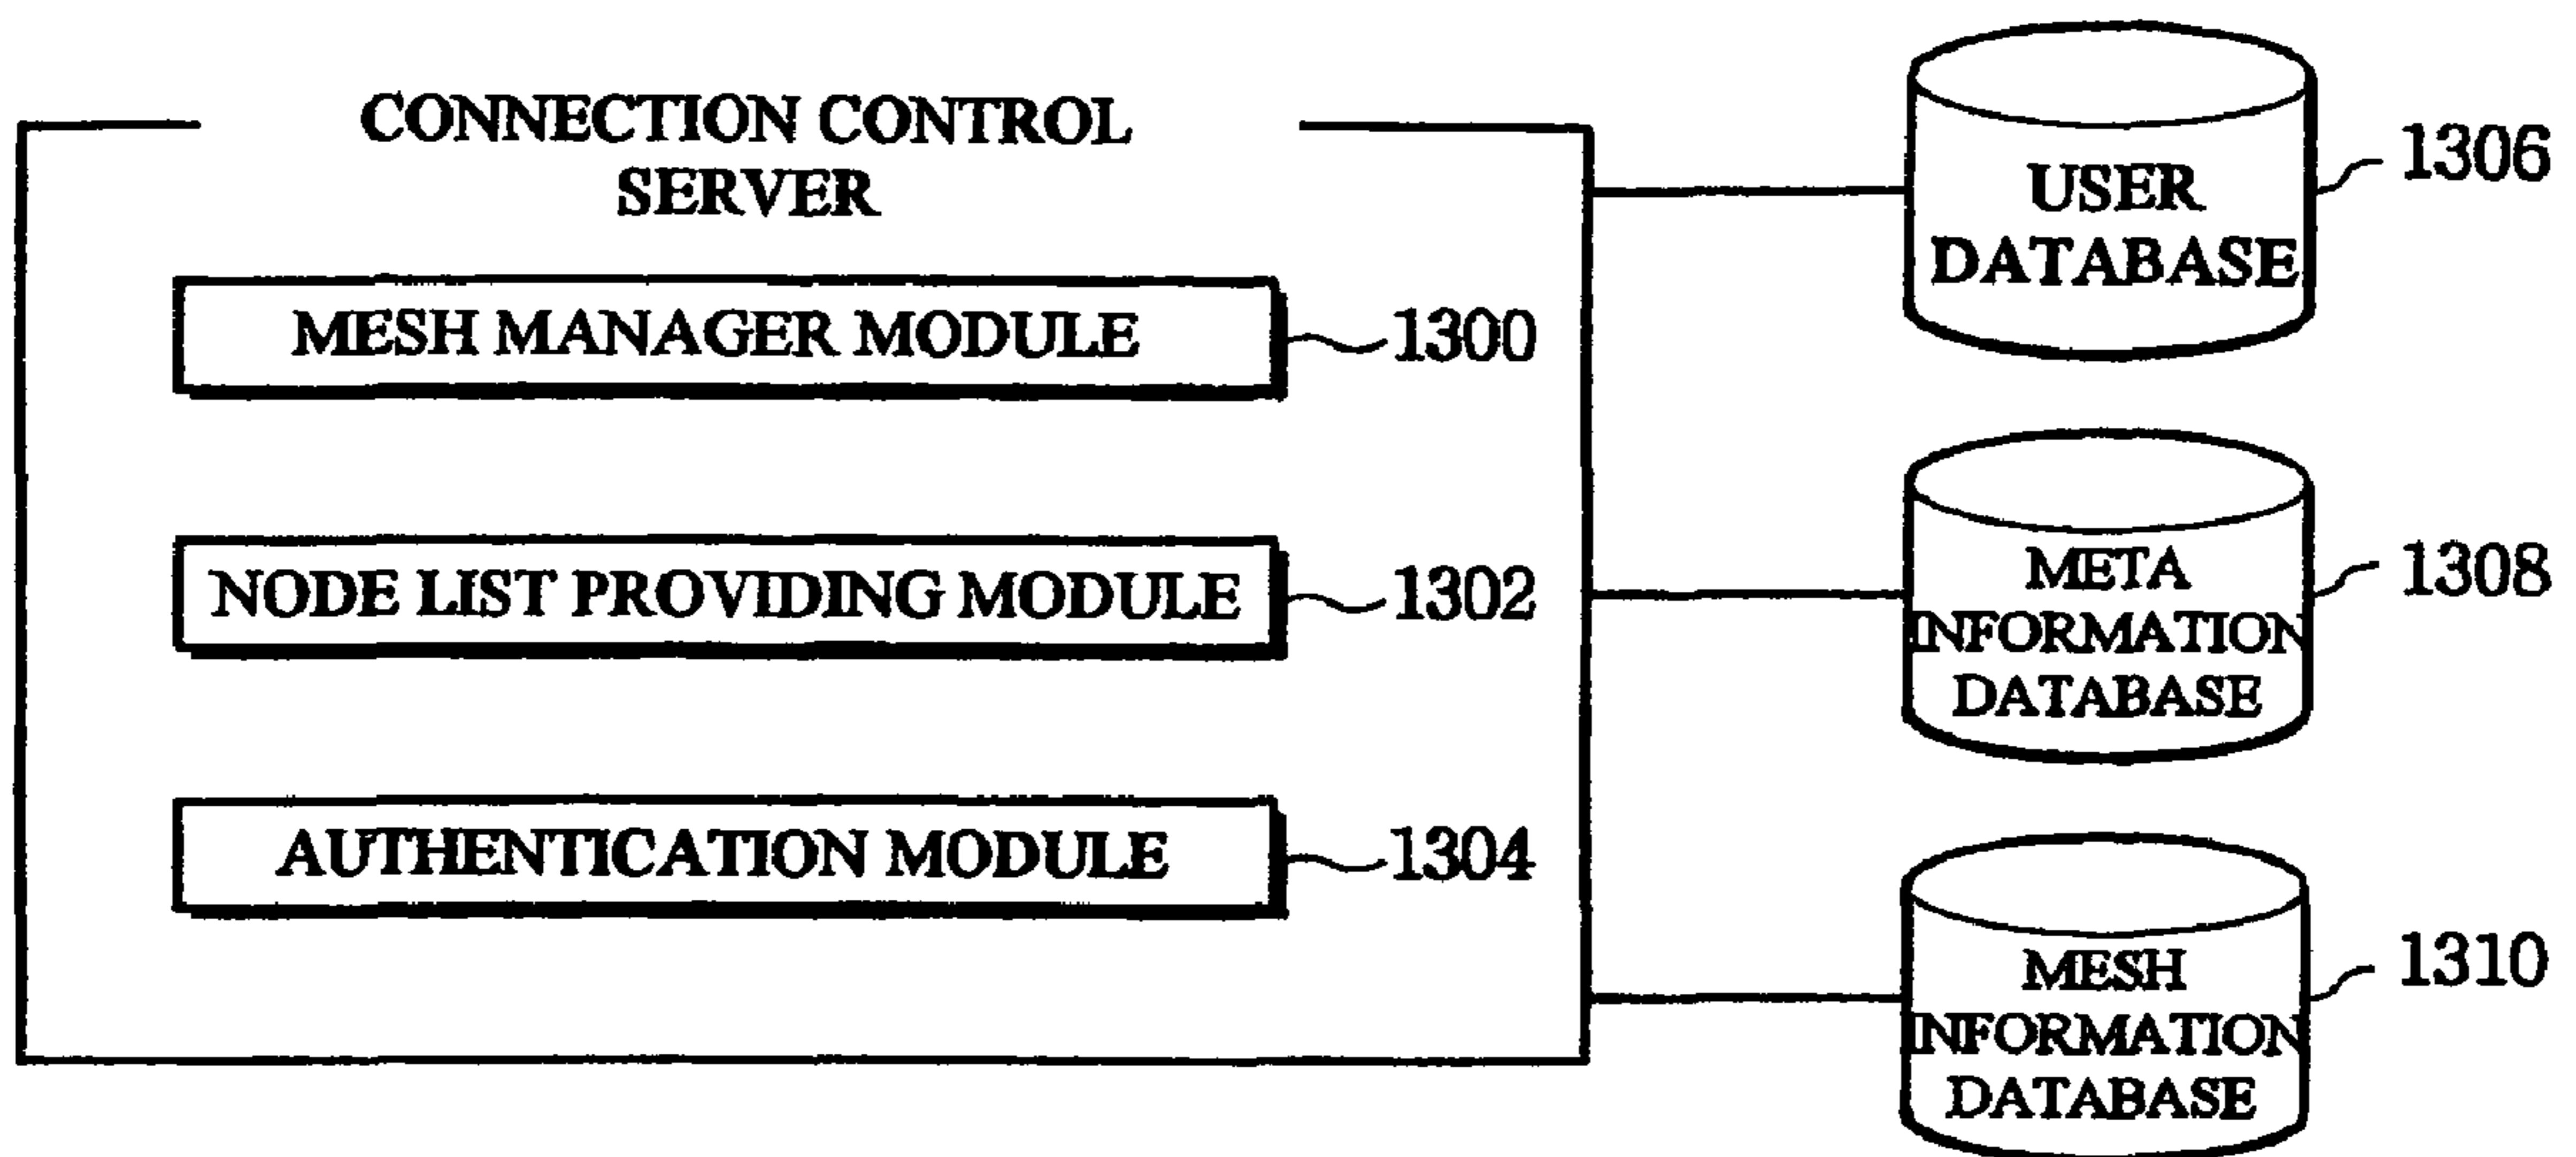 CONNECTION CONTROL
SERVER
MESH MANAGER MODULE
1300
NODE LIST PROVIDING MODULE
1302
AUTHENTICATION MODULE
1304
USER
DATABASE
1306
META
INFORMATION
DATABASE
1308
MESH
INFORMATION
DATABASE
1310